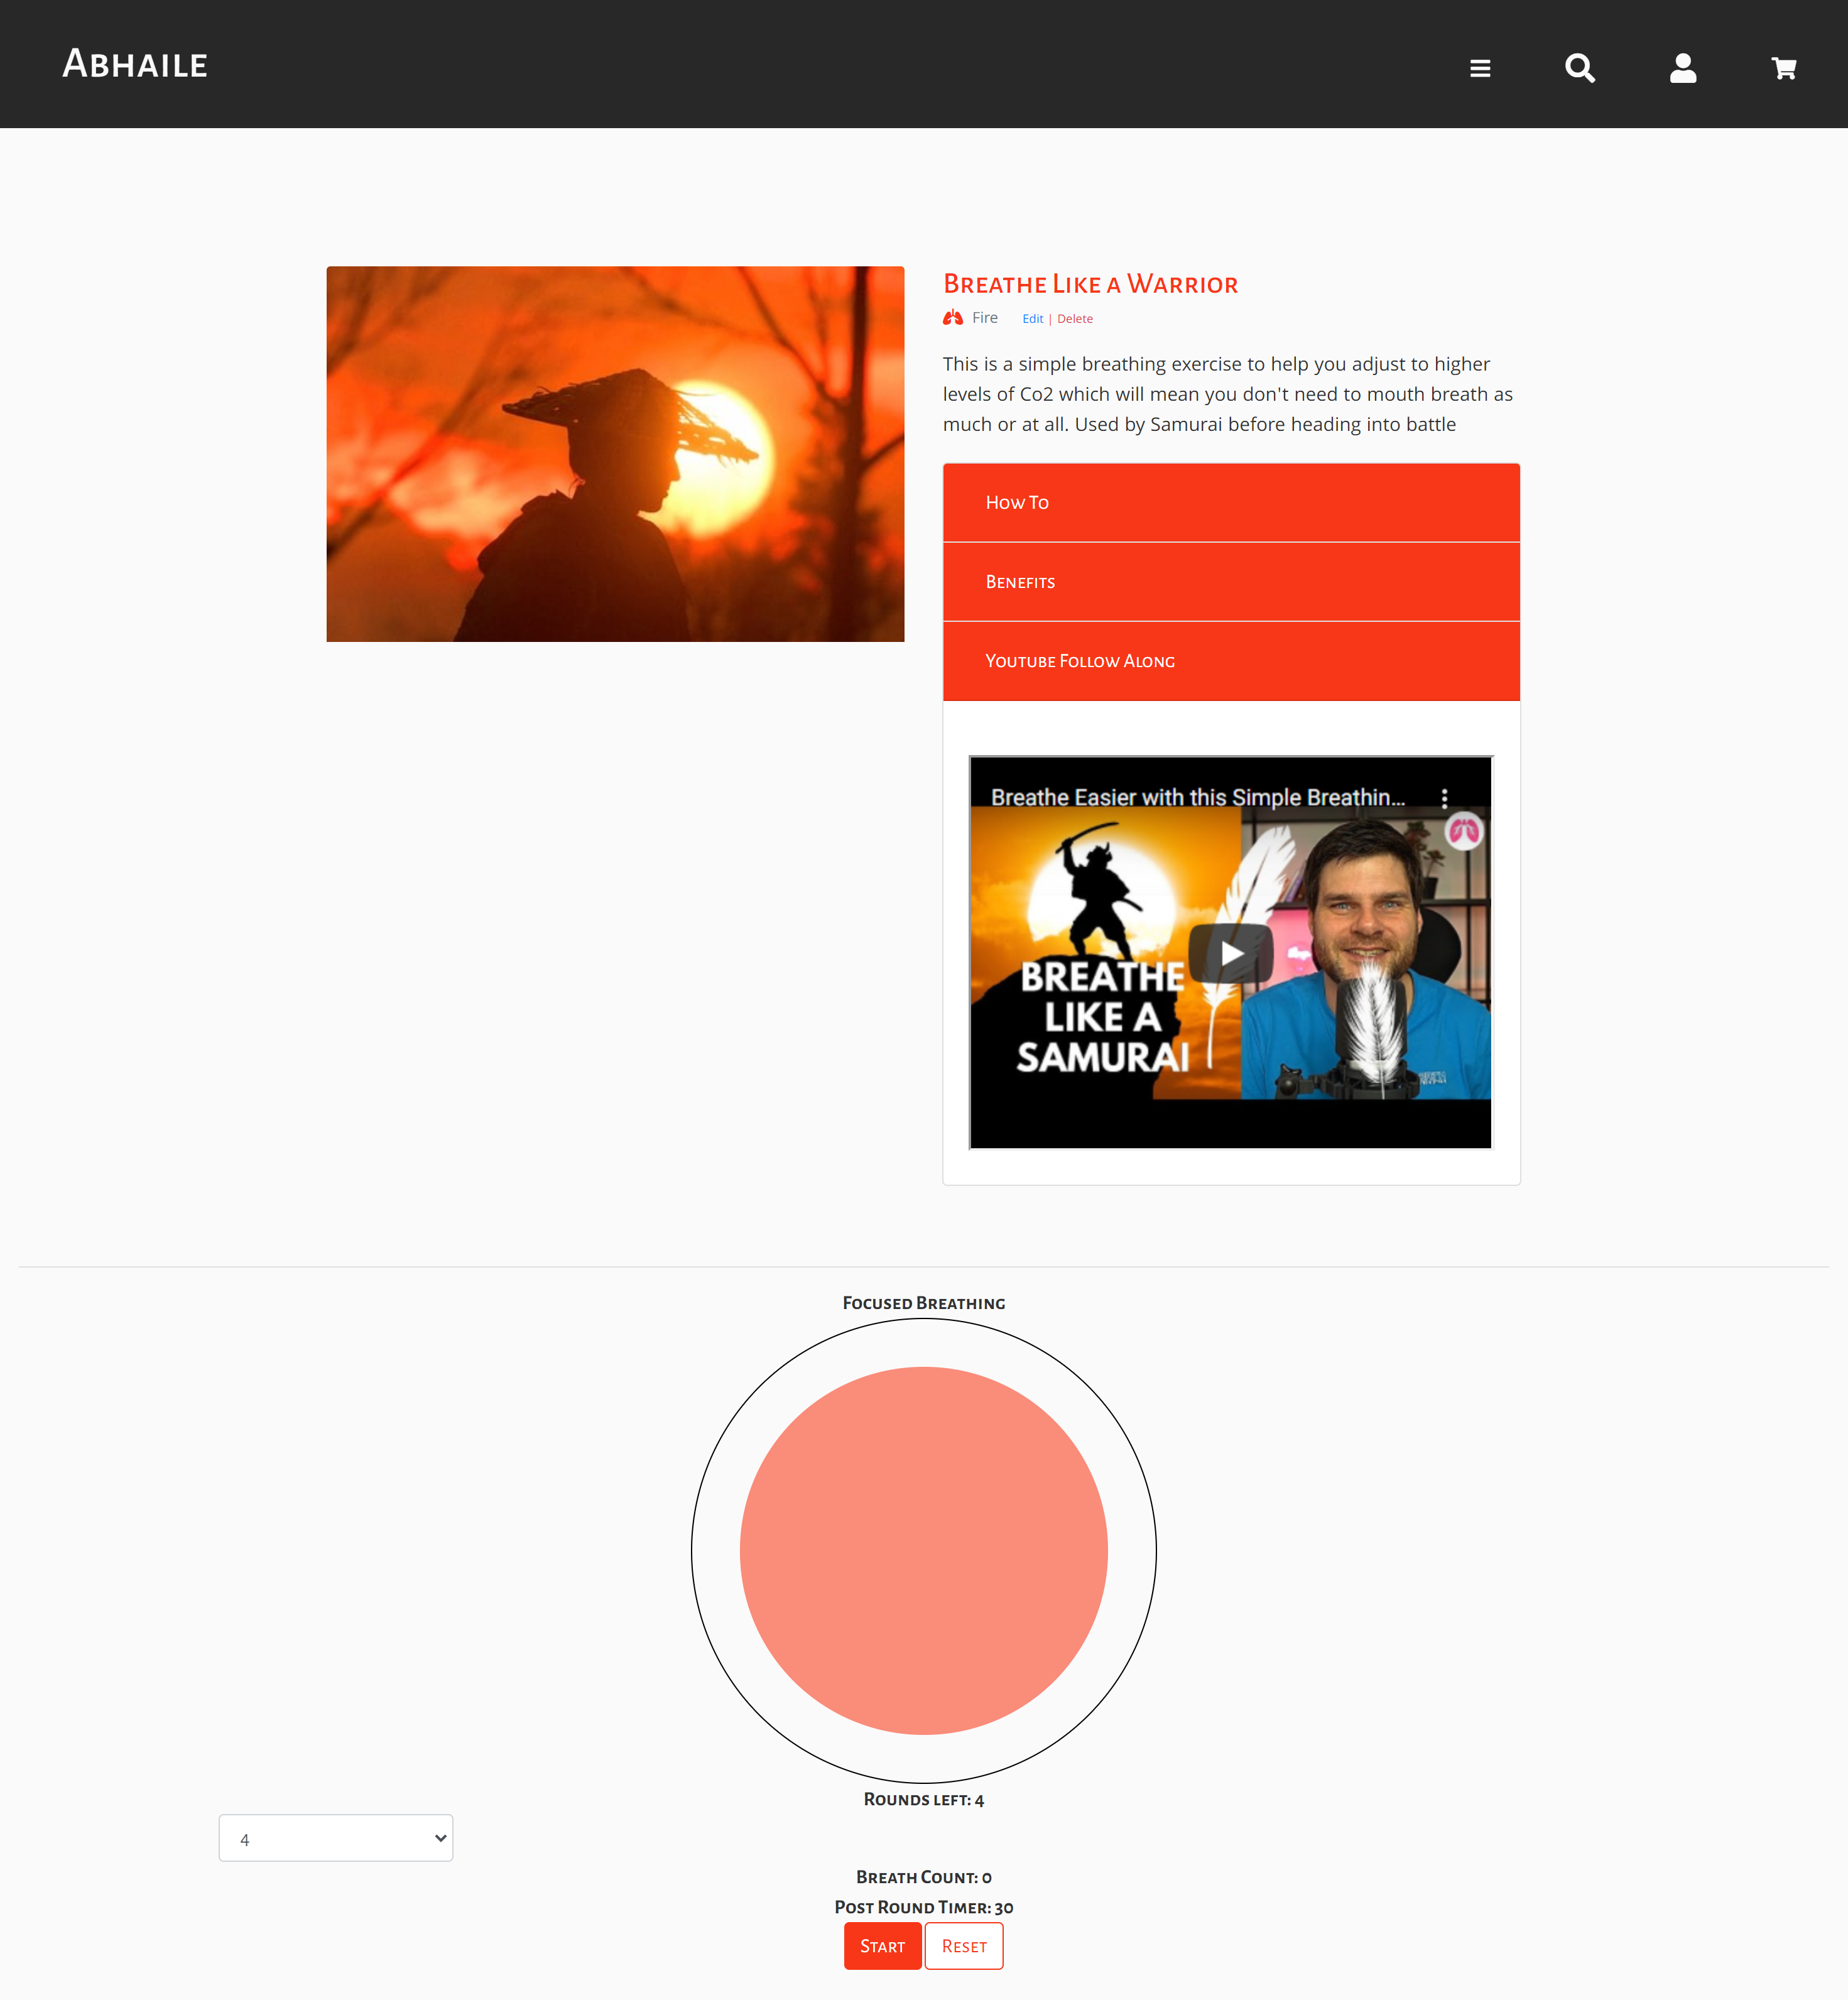 Abhaile
Breathe Like a Warrior
Fire Edit | Delete
This is a simple breathing exercise to help you adjust to higher
levels of Co2 which will mean you don't need to mouth breath as
much or at all. Used by Samurai before heading into battle
How To
Benefits
Youtube Follow Along
Breathe Easier with this Simple Breathin...
BREATHE
LIKE A
SAMURAI
Focused Breathing
Rounds left: 4
4
Breath Count: 0
Post Round Timer: 30
Start Reset